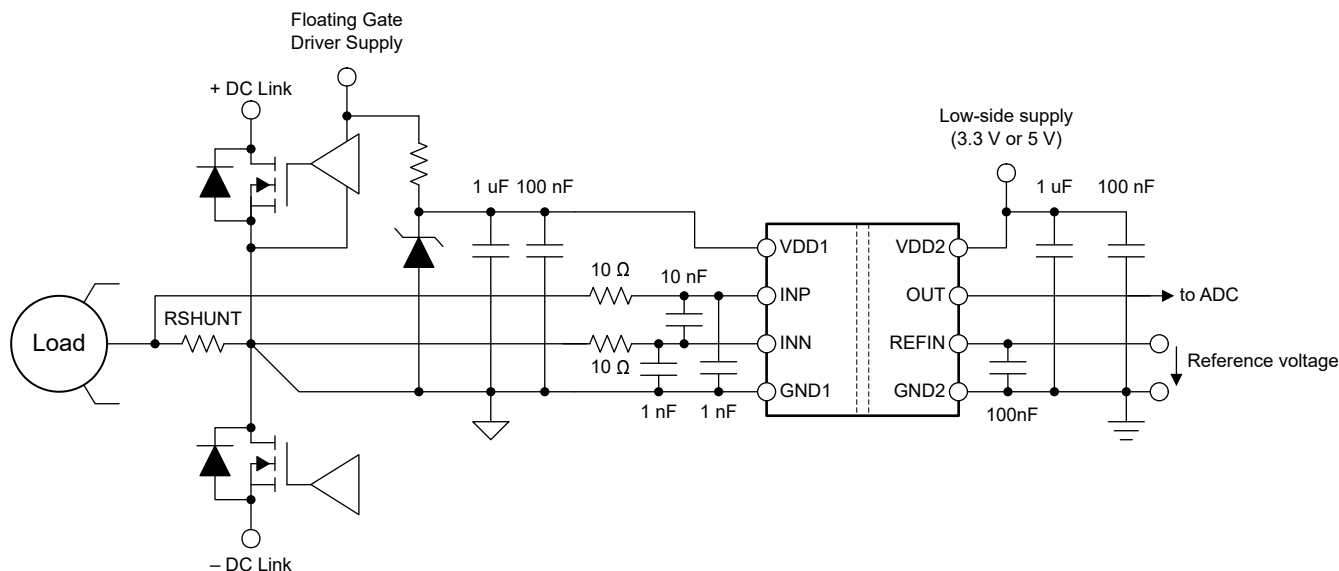 Floating Gate
Driver Supply
+ DC Link
Low-side supply
(3.3 V or 5 V)
1 uF
100 nF
1 uF
100 nF
VDD1
VDD2
10 Ω
10 nF
INP
OUT
to ADC
RSHUNT
Load
INN
REFIN
10 Ω
Reference voltage
GND1
GND2
1 nF
1 nF
100nF
– DC Link